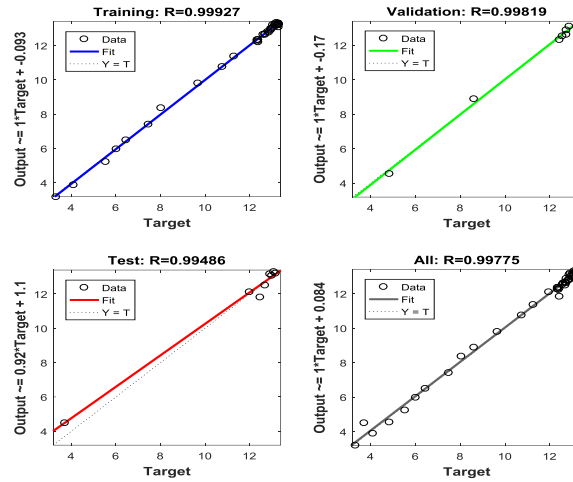 Training: R=0.99927
Output ~= 1*Target + -0.093
12
10
8
6
4
Data
Fit
Y = T
4 6 8 10 12
Target
Validation: R=0.99819
Output ~= 1*Target + -0.17
12
10
8
6
4
Data
Fit
Y = T
4 6 8 10 12
Target
Test: R=0.99486
Output ~= 0.92*Target + 1.1
12
10
8
6
4
Data
Fit
Y = T
4 6 8 10 12
Target
All: R=0.99775
Output ~= 1*Target + 0.084
12
10
8
6
4
Data
Fit
Y = T
4 6 8 10 12
Target